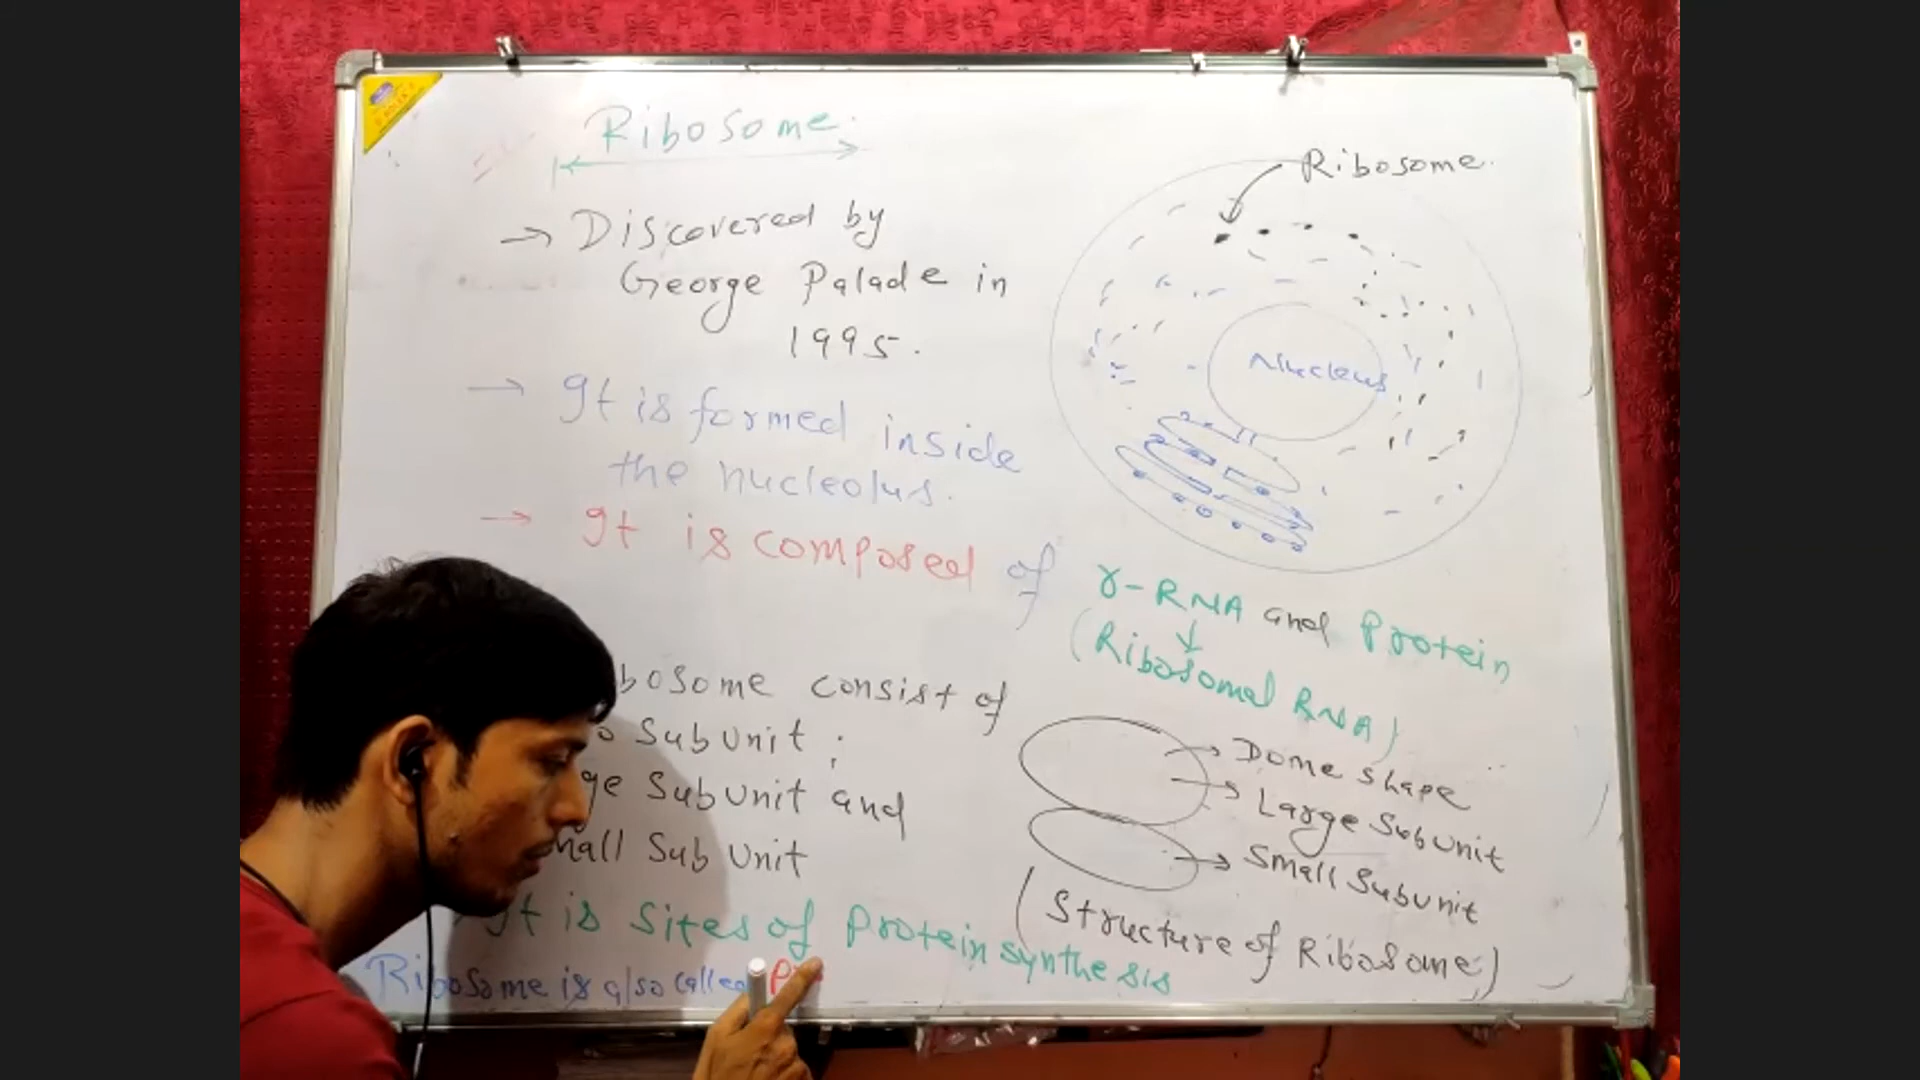 Ribosome
→ Discovered by
George Palade in
1995.
→ It is formed inside
the nucleolus.
→ It is composed of r-RNA and Protein
(Ribosomal RNA)
bosome consist of
o Subunit ;
ge Subunit and
mall Sub Unit
It is Sites of Protein synthesis
Ribosome is also called
Ribosome.
Nucleus
Dome shape
Large Subunit
Small Subunit
(Structure of Ribosome)